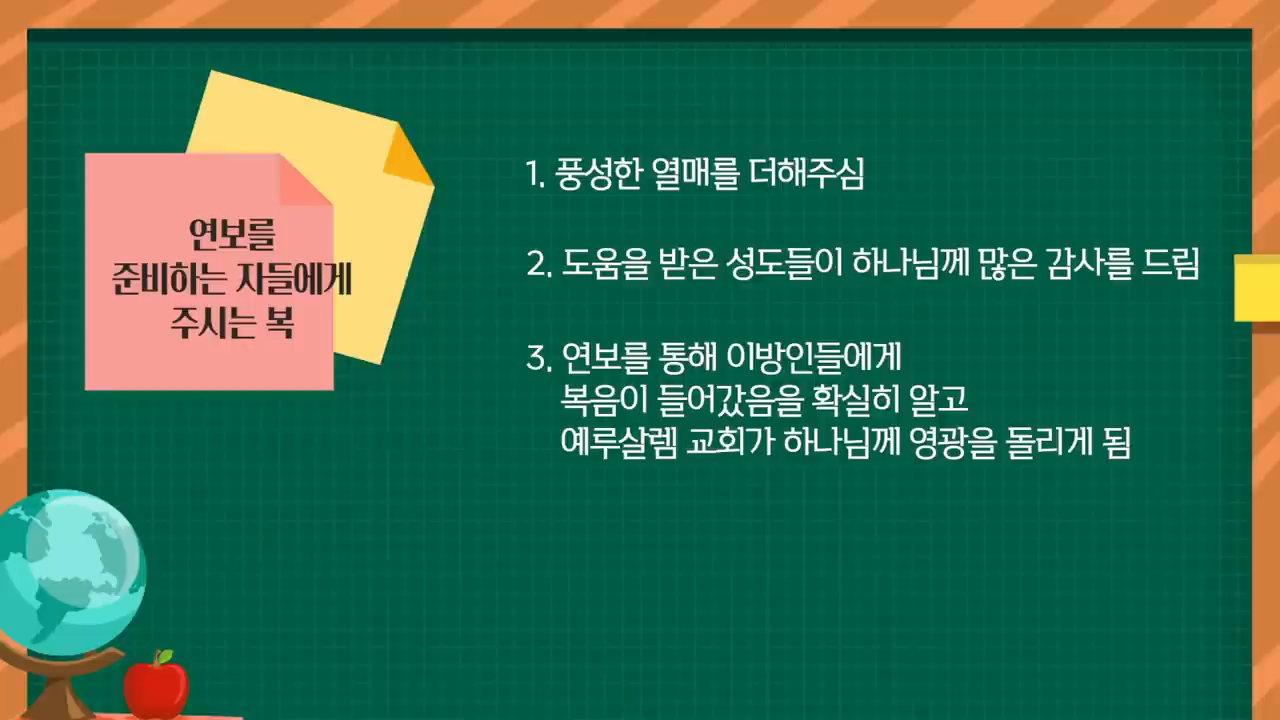 연보를
준비하는 자들에게
주시는 복
1. 풍성한 열매를 더해주심
2. 도움을 받은 성도들이 하나님께 많은 감사를 드림
3. 연보를 통해 이방인들에게
복음이 들어갔음을 확실히 알고
예루살렘 교회가 하나님께 영광을 돌리게 됨